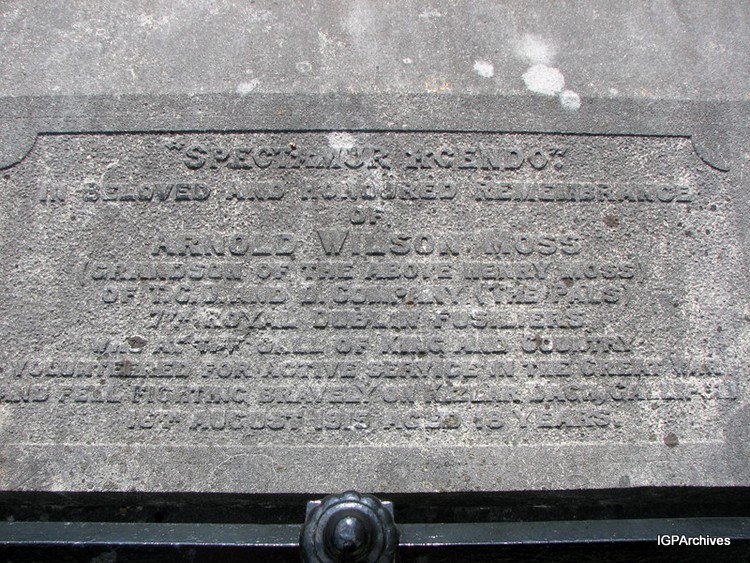 "SPECTAMUR AGENDO".
IN BELOVED AND HONOURED REMEMBRANCE
OF
ARNOLD WILSON MOSS
(GRANDSON OF THE ABOVE HENRY MOSS)
OF T.C.D. AND D. COMPANY (THE PALS)
7TH ROYAL DUBLIN FUSILIERS
WHO AT THE CALL OF KING AND COUNTRY
VOLUNTEERED FOR ACTIVE SERVICE IN THE GREAT WAR
AND FELL FIGHTING BRAVELY ON KIZLAR DAGH, GALLIPOLI
16TH AUGUST 1915 AGED 18 YEARS.
IGPArchives